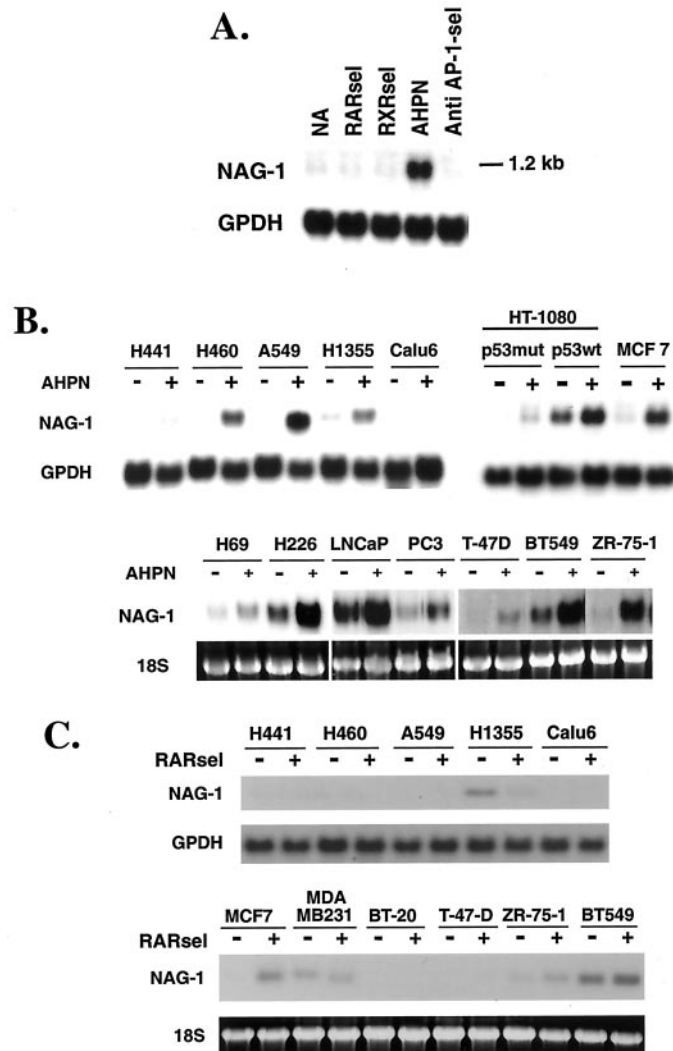 A.
NA RARsel RXRsel AHPN Anti AP-1-sel
NAG-1 1.2 kb
GPDH
B.
HT-1080
H441 H460 A549 H1355 Calu6 p53mut p53wt MCF 7
AHPN - + - + - + - + - + - + - + - +
NAG-1
GPDH
H69 H226 LNCaP PC3 T-47D BT549 ZR-75-1
AHPN - + - + - + - + - + - + - +
NAG-1
18S
C.
H441 H460 A549 H1355 Calu6
RARsel - + - + - + - + - +
NAG-1
GPDH
MDA
MCF7 MB231 BT-20 T-47-D ZR-75-1 BT549
RARsel - + - + - + - + - + - +
NAG-1
18S